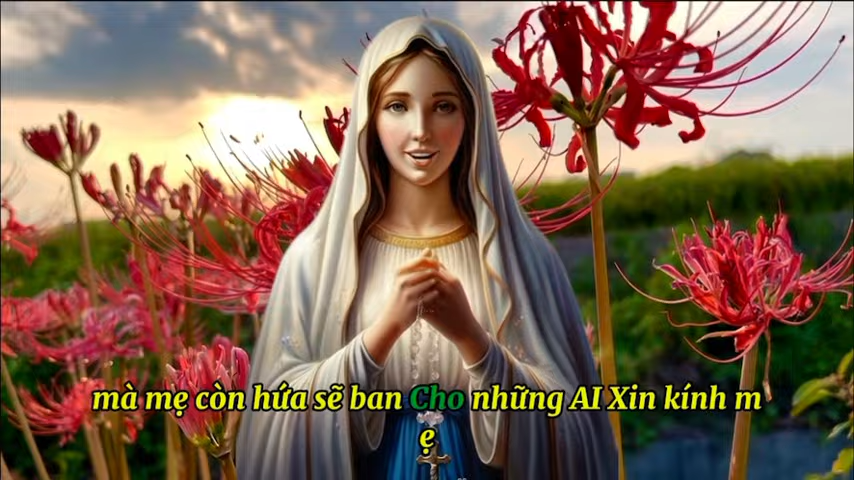 mà mẹ còn hứa sẽ ban Cho những AI Xin kính m
ẹ